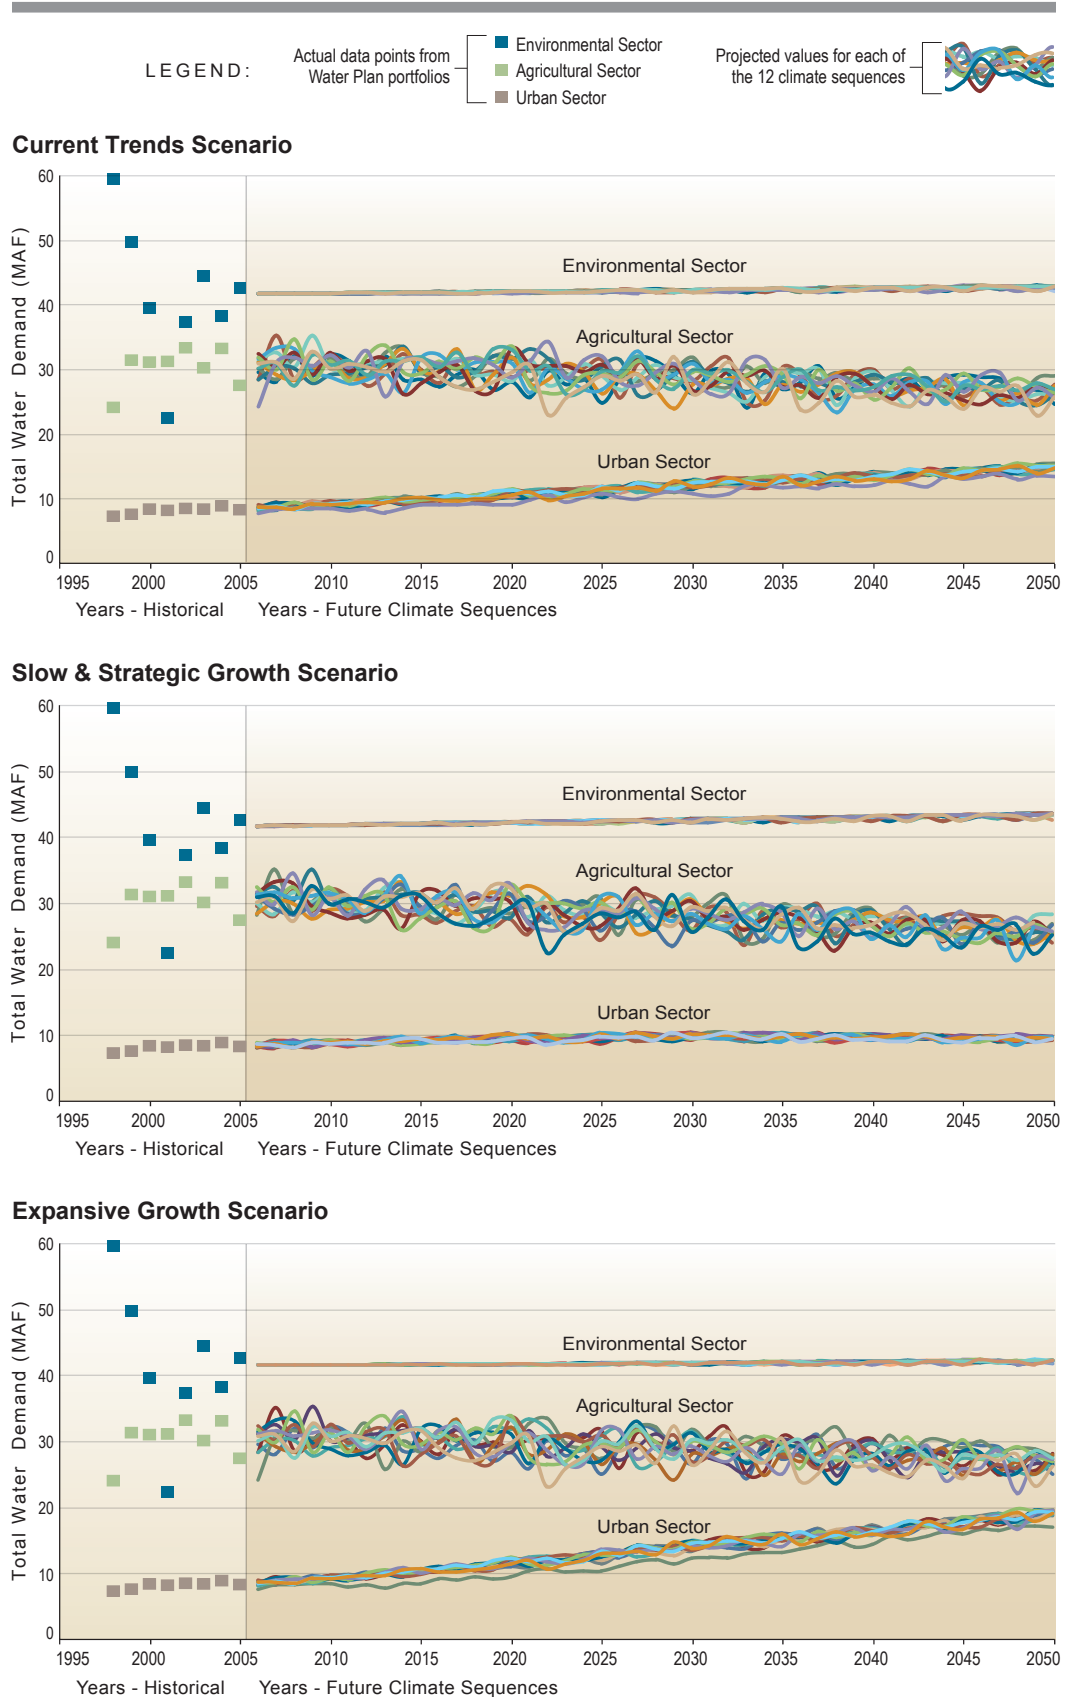 LEGEND:
Actual data points from
Water Plan portfolios
Environmental Sector
Agricultural Sector
Urban Sector
Projected values for each of
the 12 climate sequences
Current Trends Scenario
Total Water Demand (MAF)
60
50
40
30
20
10
0
Environmental Sector
Agricultural Sector
Urban Sector
1995 2000 2005 2010 2015 2020 2025 2030 2035 2040 2045 2050
Years - Historical Years - Future Climate Sequences
Slow & Strategic Growth Scenario
Total Water Demand (MAF)
60
50
40
30
20
10
0
Environmental Sector
Agricultural Sector
Urban Sector
1995 2000 2005 2010 2015 2020 2025 2030 2035 2040 2045 2050
Years - Historical Years - Future Climate Sequences
Expansive Growth Scenario
Total Water Demand (MAF)
60
50
40
30
20
10
0
Environmental Sector
Agricultural Sector
Urban Sector
1995 2000 2005 2010 2015 2020 2025 2030 2035 2040 2045 2050
Years - Historical Years - Future Climate Sequences